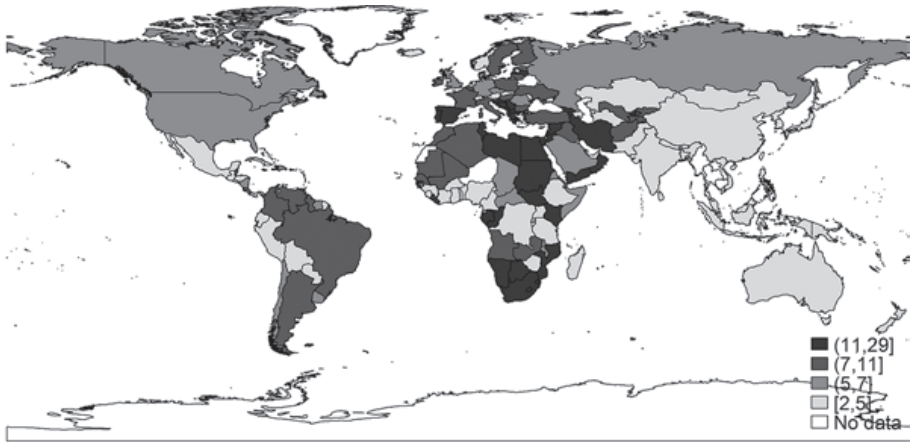 (11,29]
(7,11]
(5,7]
[2,5]
No data